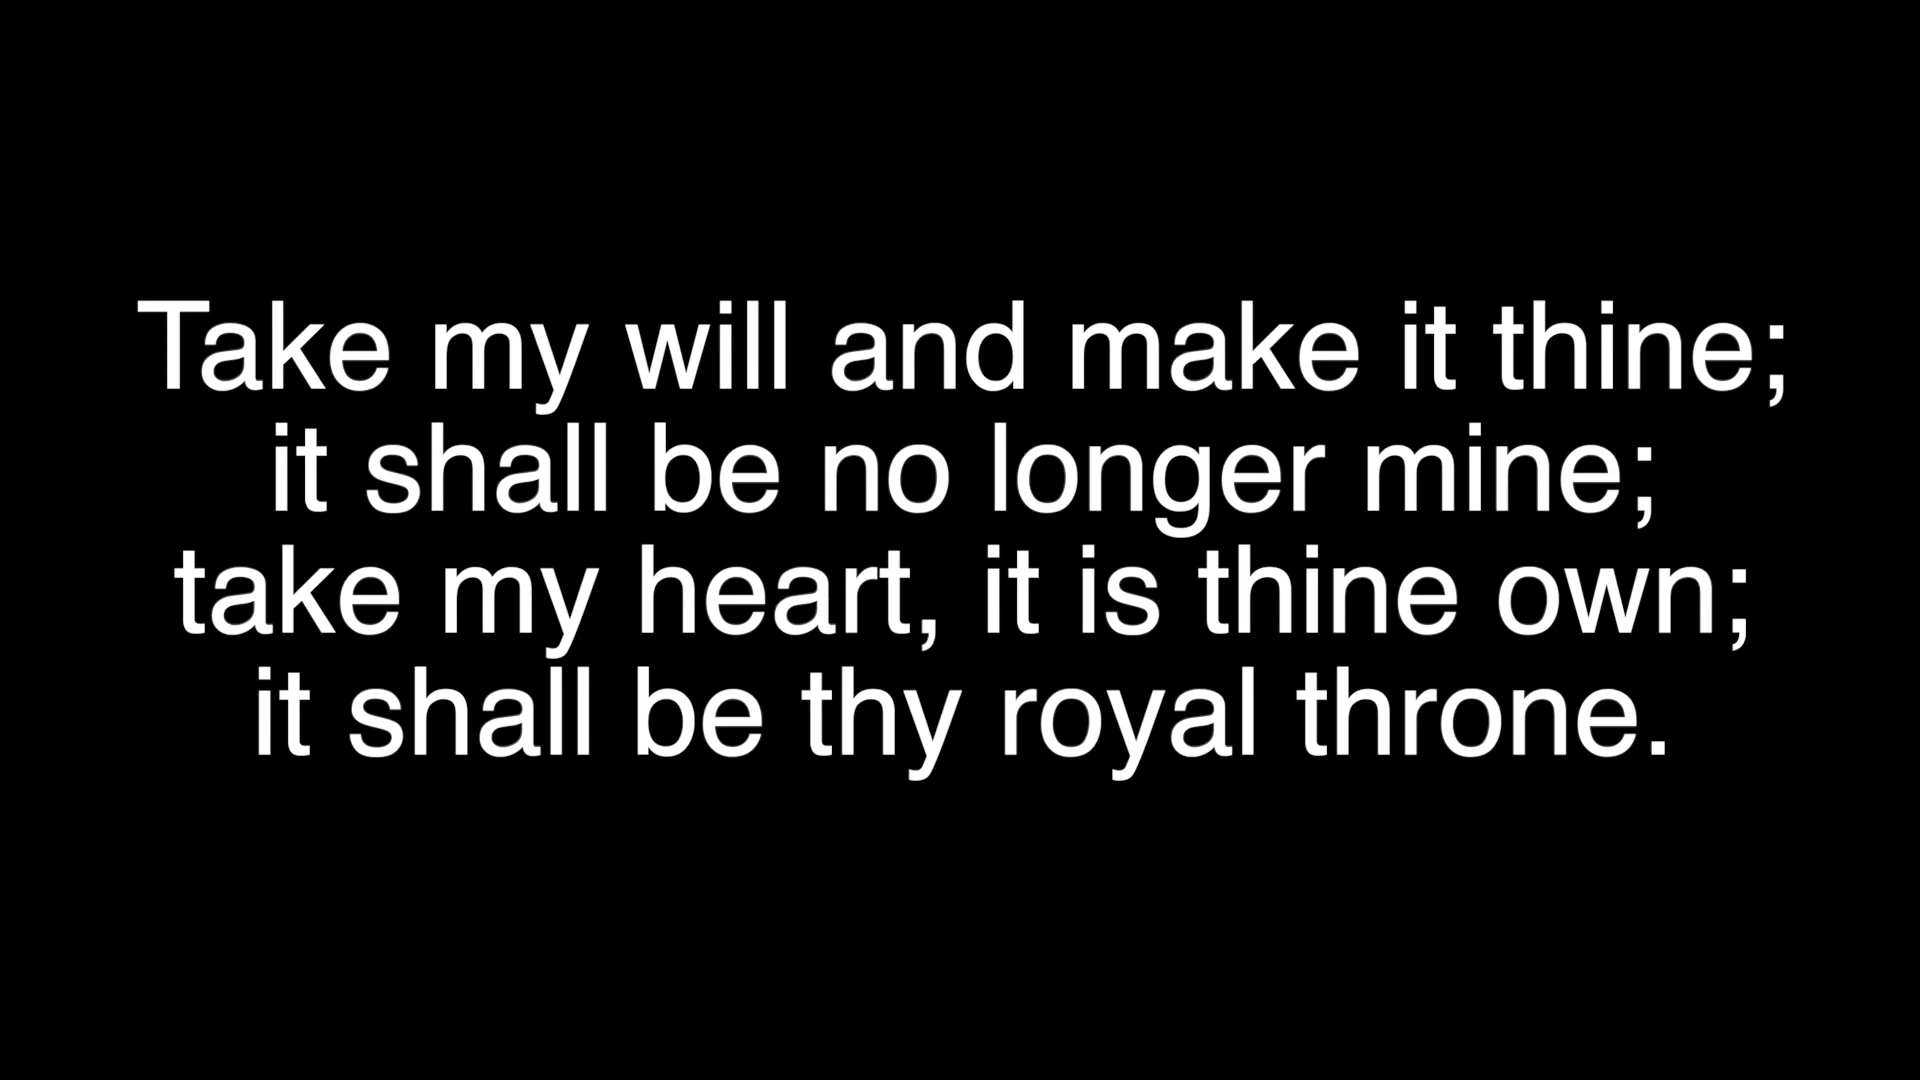 Take my will and make it thine;
it shall be no longer mine;
take my heart, it is thine own;
it shall be thy royal throne.